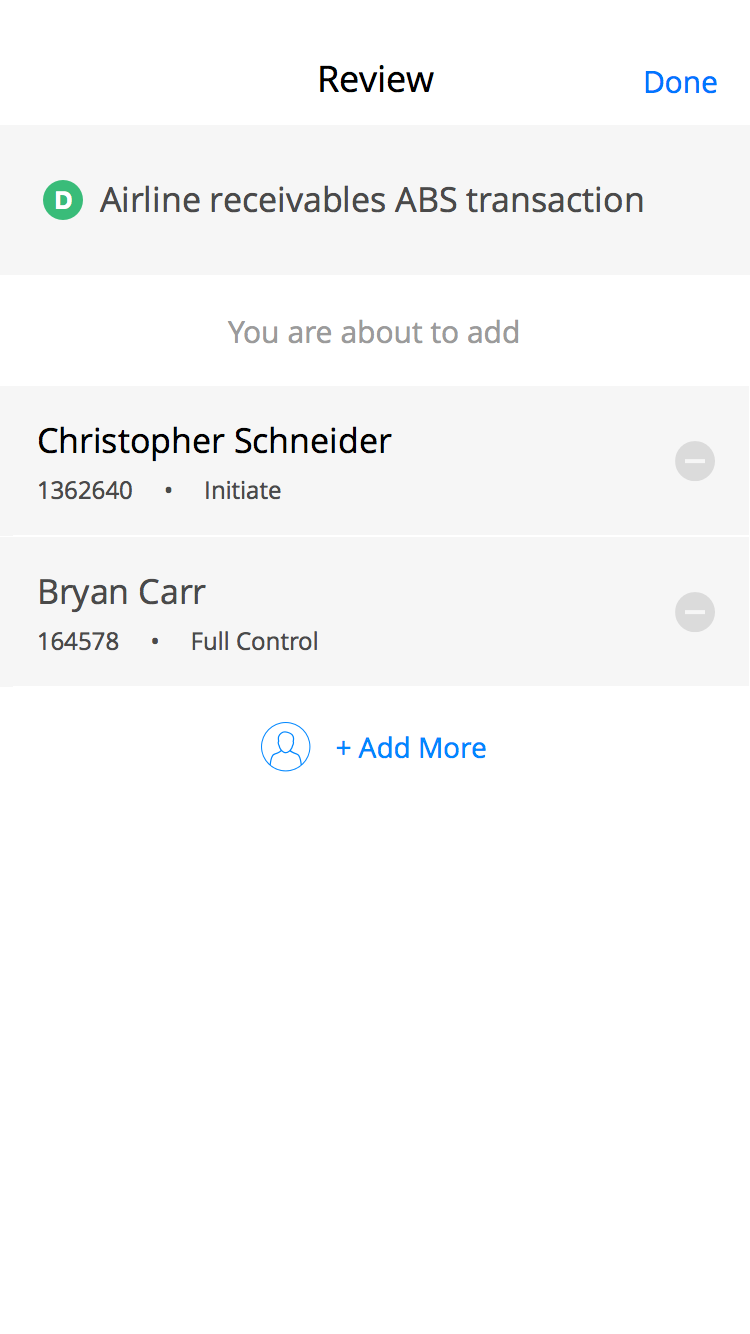 Review
Done
D Airline receivables ABS transaction
You are about to add
Christopher Schneider
1362640 • Initiate
Bryan Carr
164578 • Full Control
+ Add More